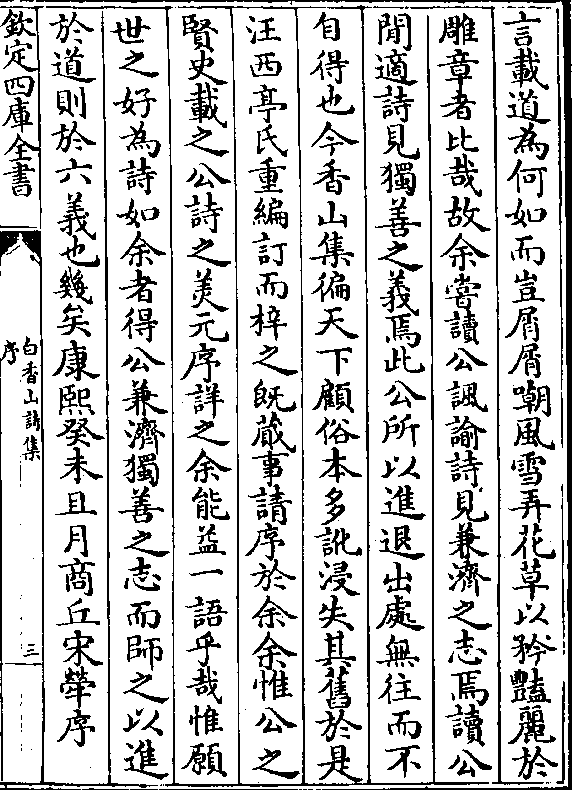 言載道為何如而豈屑屑嘲風雪弄花草以矜豔麗於
雕章者比哉故余嘗讀公諷諭詩見兼濟之志焉讀公
閒適詩見獨善之義焉此公所以進退出處無往而不
自得也今香山集徧天下顧俗本多訛浸失其舊於是
汪西亭氏重編訂而梓之既蕆事請序於余余惟公之
賢史載之公詩之美元序詳之余能益一語乎哉惟願
世之好為詩如余者得公兼濟獨善之志而師之以進
於道則於六義也幾矣康熙癸未且月商丘宋犖序
欽定四庫全書
白香山詩集
序
三